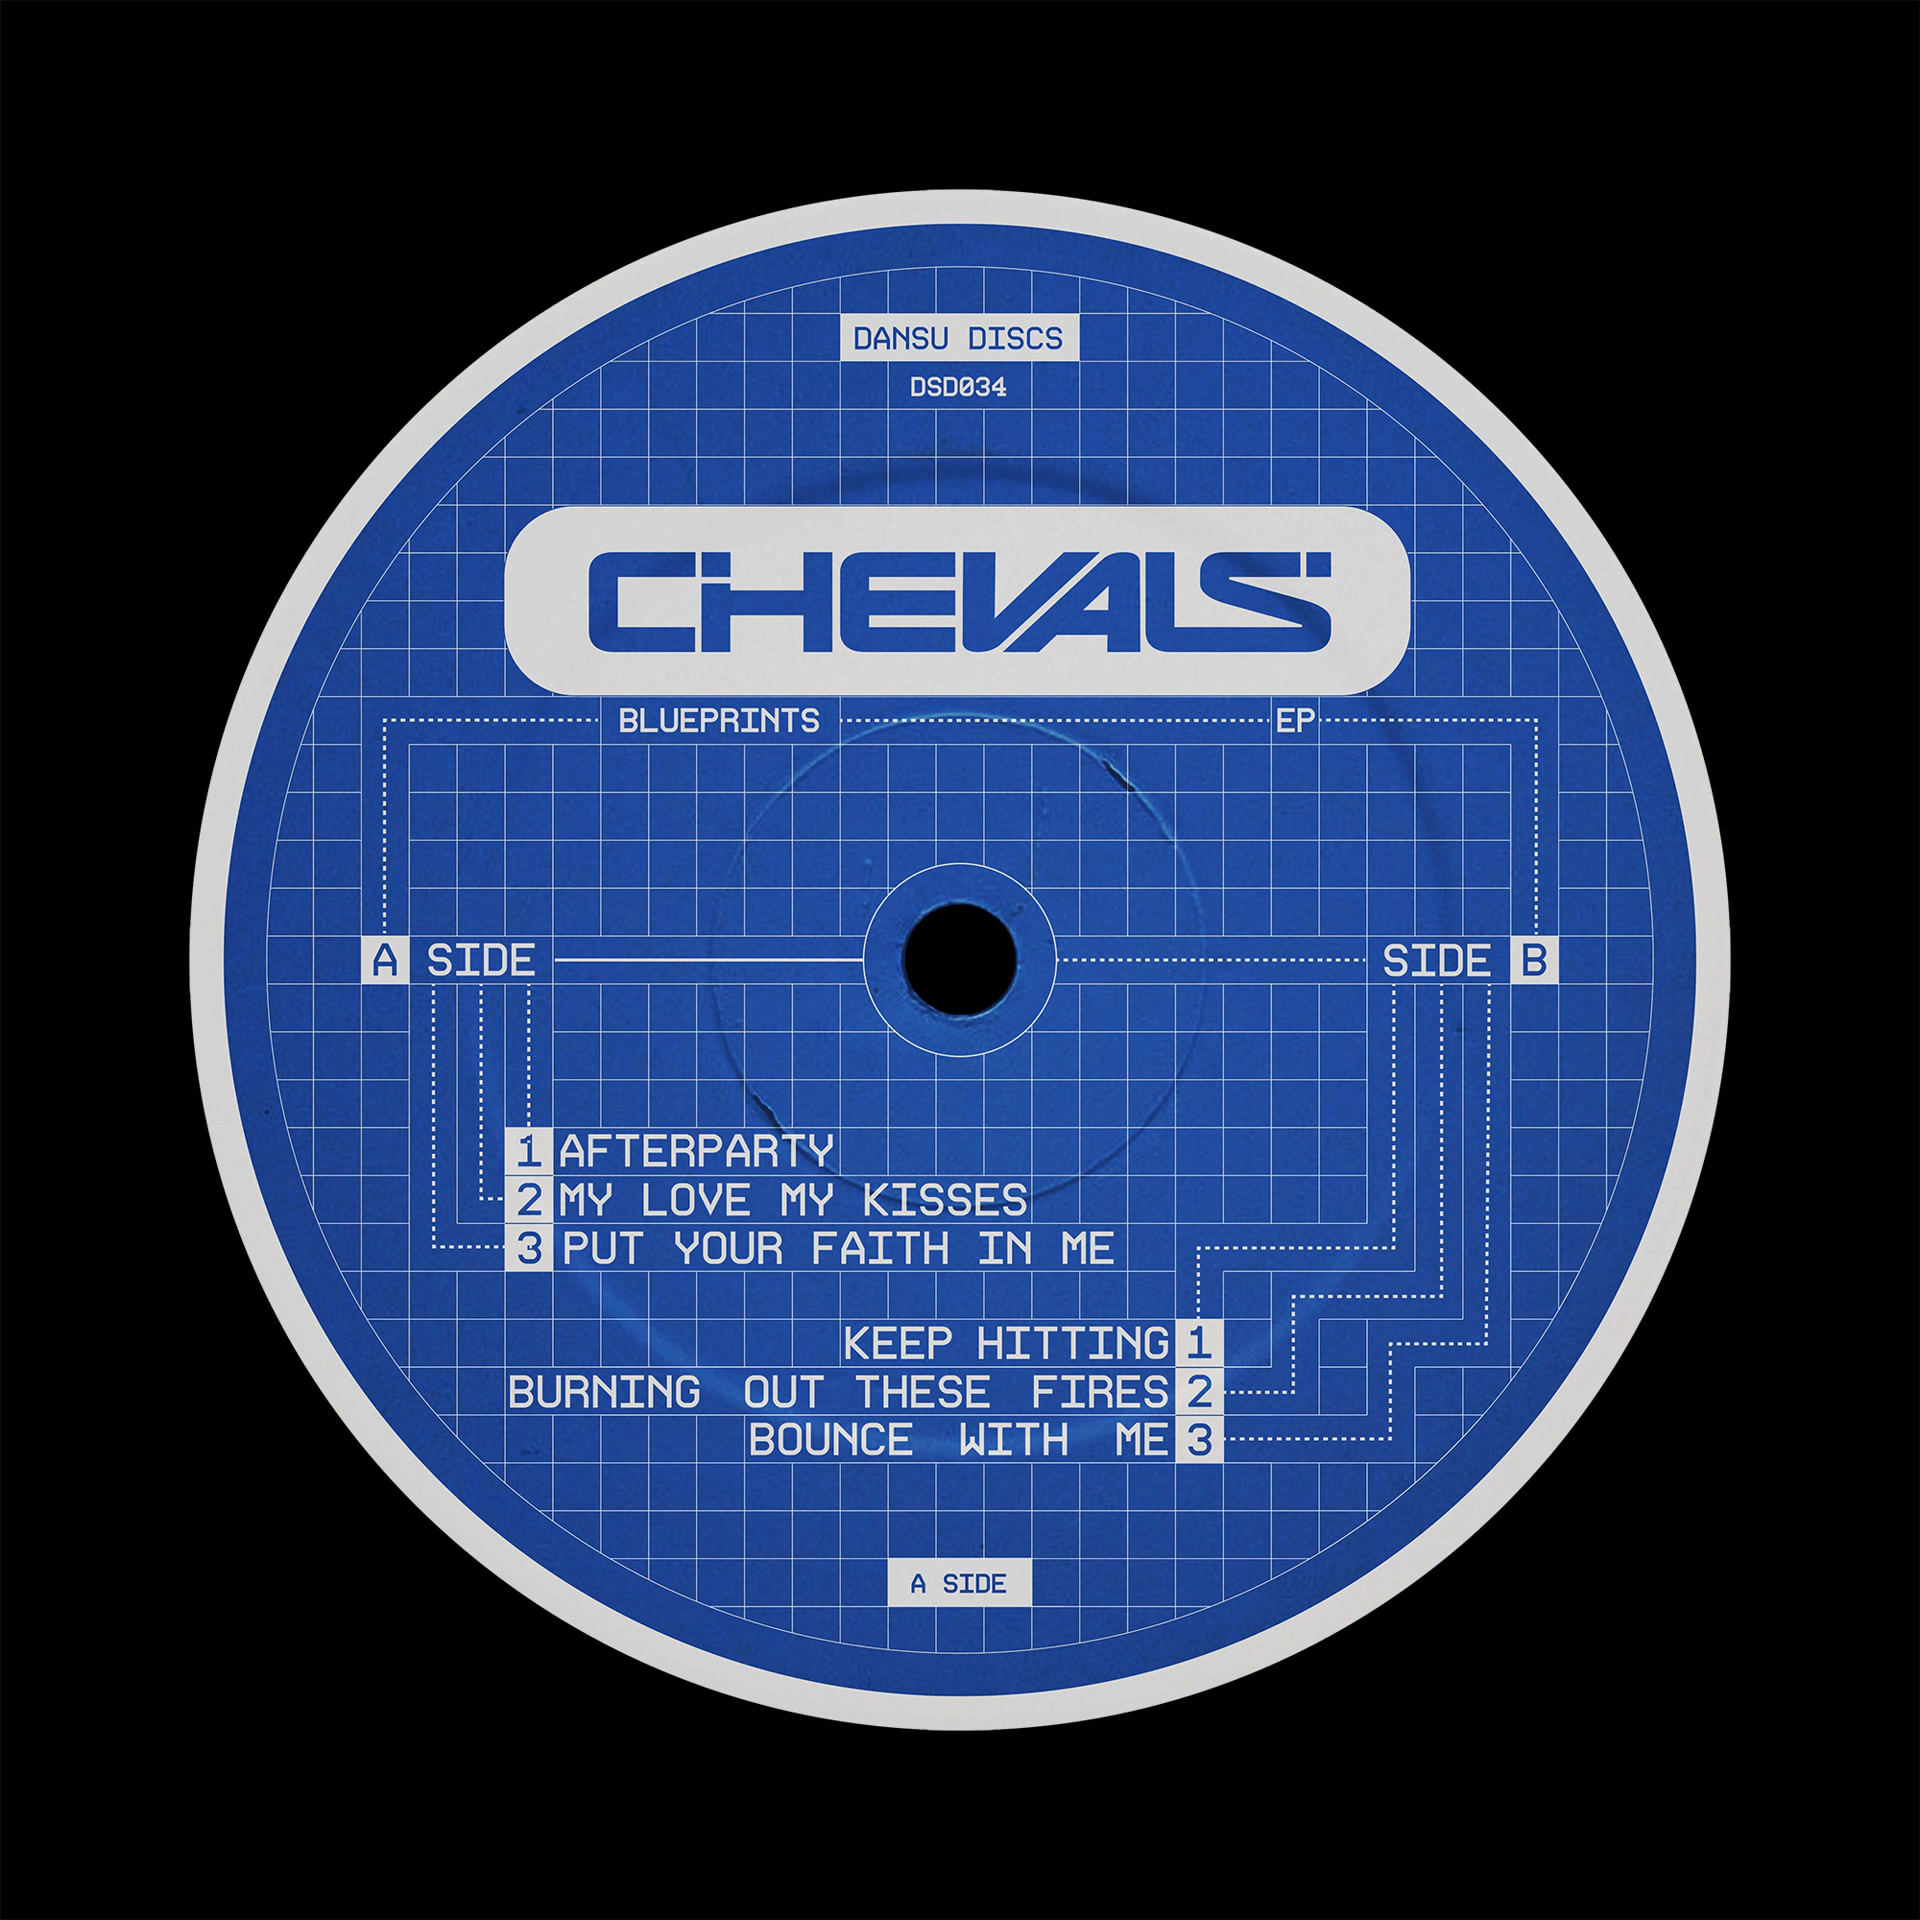 DANSU DISCS
DSD034
CHEVALS
BLUEPRINTS EP
A SIDE SIDE B
1 AFTERPARTY
2 MY LOVE MY KISSES
3 PUT YOUR FAITH IN ME
KEEP HITTING 1
BURNING OUT THESE FIRES 2
BOUNCE WITH ME 3
A SIDE